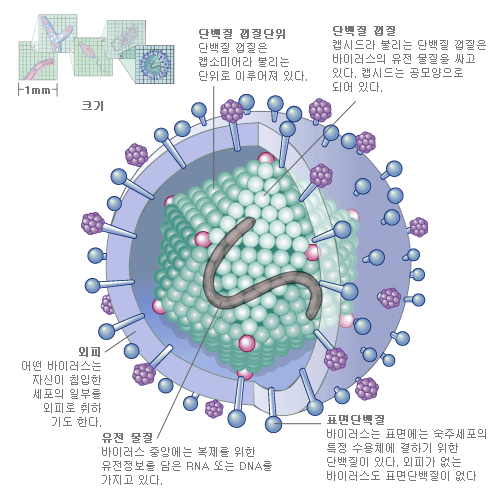 단백질 껍질단위
단백질 껍질은
캡소미어라 불리는
단위로 이루어져 있다.
단백질 껍질
캡시드라 불리는 단백질 껍질은
바이러스의 유전 물질을 싸고
있다. 캡시드는 공모양으로
되어 있다.
1mm
크기
외피
어떤 바이러스는
자신이 침입한
세포의 일부를
외피로 취하
기도 한다.
유전 물질
바이러스 중앙에는 복제을 위한
유전정보를 담은 RNA 또는 DNA를
가지고 있다.
표면단백질
바이러스는 표면에는 숙주세포의
특정 수용체에 결하기 위한
단백질이 있다. 외피가 없는
바이러스도 표면단백질이 없다